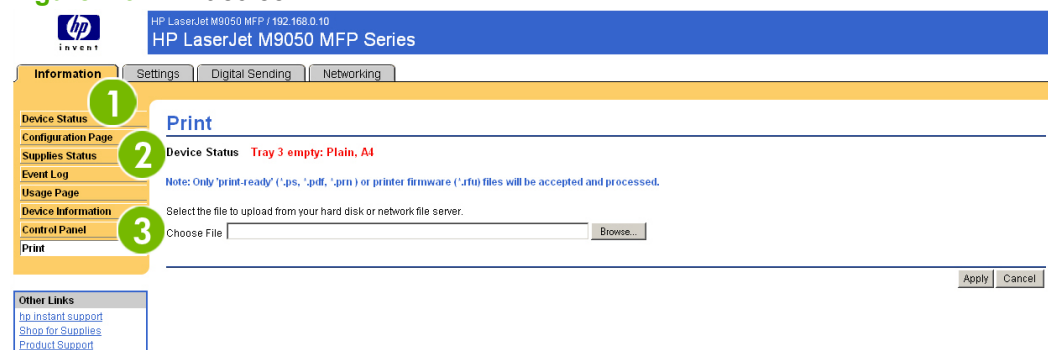 hp
invent
HP LaserJet M9050 MFP / 192.168.0.10
HP LaserJet M9050 MFP Series
Information
Settings
Digital Sending
Networking
1
Device Status
Configuration Page
Supplies Status
Event Log
Usage Page
Device Information
Control Panel
Print
2
3
Print
Device Status Tray 3 empty: Plain, A4
Note: Only 'print-ready' (*.ps, *.pdf, *.prn ) or printer firmware (*.rfu) files will be accepted and processed.
Select the file to upload from your hard disk or network file server.
Choose File
Browse...
Apply
Cancel
Other Links
hp instant support
Shop for Supplies
Product Support